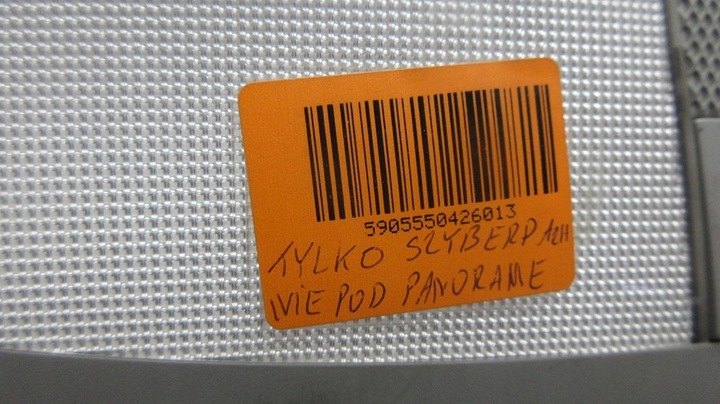 5905550426013
TYLKO SZYBERDACH
NIE POD PANORAME